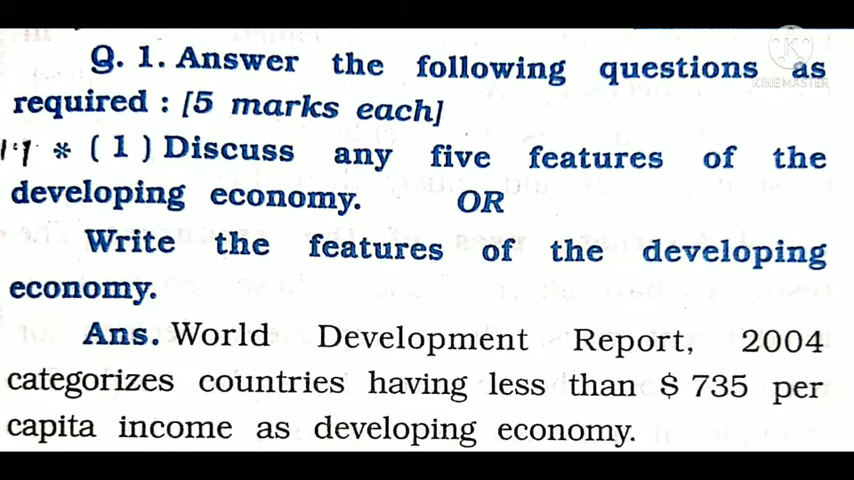 KINEMASTER
Q. 1. Answer the following questions as
required : [5 marks each]
* (1) Discuss any five features of the
developing economy. OR
Write the features of the developing
economy.
Ans. World Development Report, 2004
categorizes countries having less than $ 735 per
capita income as developing economy.